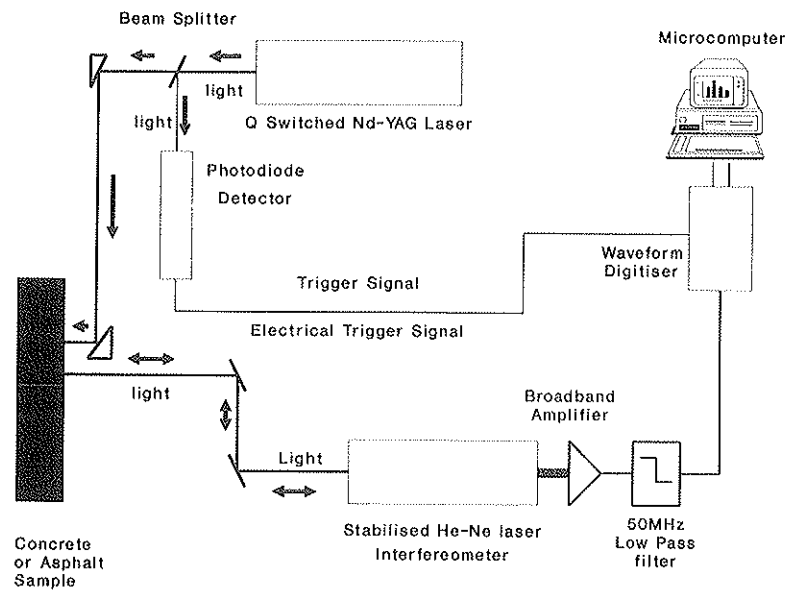 Beam Splitter
Microcomputer
light
light
Q Switched Nd-YAG Laser
Photodiode
Detector
Waveform
Digitiser
Trigger Signal
Electrical Trigger Signal
light
Broadband
Amplifier
Light
Stabilised He-Ne laser
Interfereometer
50MHz
Low Pass
filter
Concrete
or Asphalt
Sample